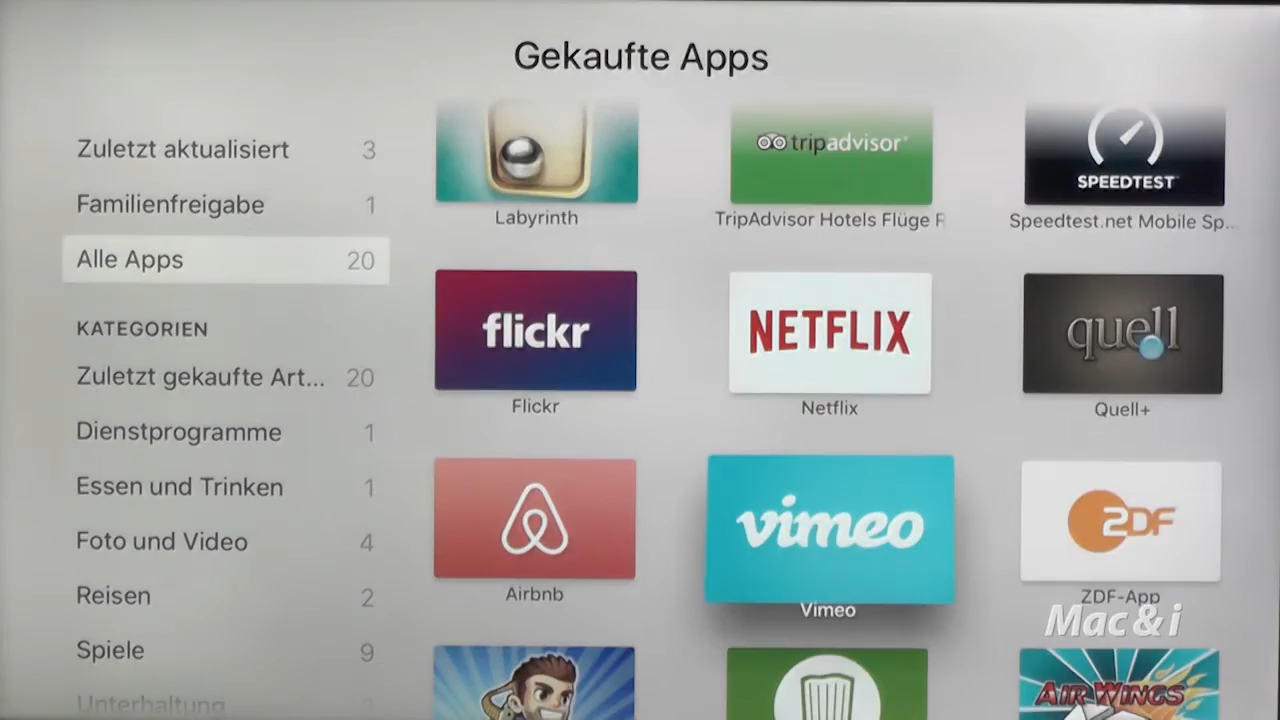 Gekaufte Apps
Zuletzt aktualisiert 3
Familienfreigabe 1
Alle Apps 20
KATEGORIEN
Zuletzt gekaufte Art... 20
Dienstprogramme 1
Essen und Trinken 1
Foto und Video 4
Reisen 2
Spiele 9
Unterhaltung
Labyrinth
tripadvisor
TripAdvisor Hotels Flüge
SPEEDTEST
Speedtest.net Mobile Sp...
flickr
Flickr
NETFLIX
Netflix
quell
Quell+
Airbnb
vimeo
Vimeo
ZDF
ZDF-App
Mac & i
AIR WINGS